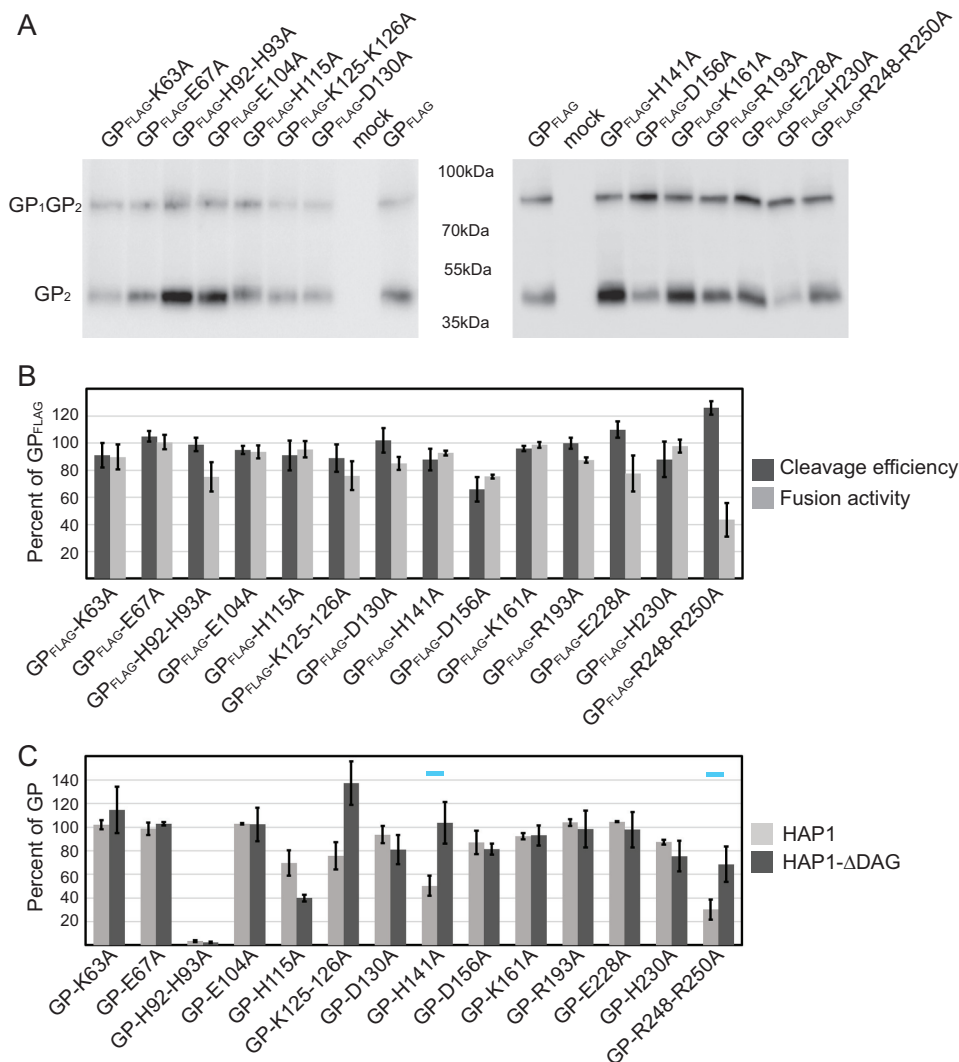 A
GPFLAG-K63A
GPFLAG-E67A
GPFLAG-H92-H93A
GPFLAG-E104A
GPFLAG-H115A
GPFLAG-K125-K126A
GPFLAG-D130A
mock
GPFLAG
GPFLAG
mock
GPFLAG-H141A
GPFLAG-D156A
GPFLAG-K161A
GPFLAG-R193A
GPFLAG-E228A
GPFLAG-H230A
GPFLAG-R248-R250A
GP1GP2
GP2
100kDa
70kDa
55kDa
35kDa
B
Percent of GPFLAG
120
100
80
60
40
20
Cleavage efficiency
Fusion activity
GPFLAG-K63A
GPFLAG-E67A
GPFLAG-H92-H93A
GPFLAG-E104A
GPFLAG-H115A
GPFLAG-K125-126A
GPFLAG-D130A
GPFLAG-H141A
GPFLAG-D156A
GPFLAG-K161A
GPFLAG-R193A
GPFLAG-E228A
GPFLAG-H230A
GPFLAG-R248-R250A
C
Percent of GP
140
120
100
80
60
40
20
HAP1
HAP1-ΔDAG
GP-K63A
GP-E67A
GP-H92-H93A
GP-E104A
GP-H115A
GP-K125-126A
GP-D130A
GP-H141A
GP-D156A
GP-K161A
GP-R193A
GP-E228A
GP-H230A
GP-R248-R250A